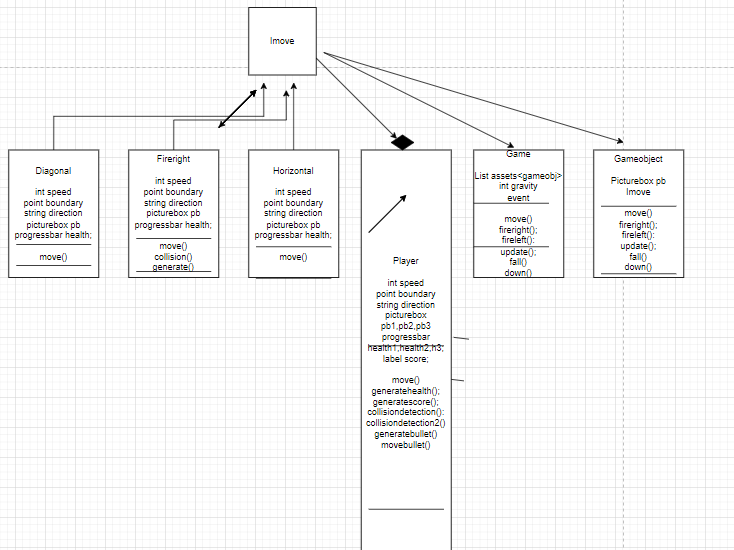 Imove
Diagonal
int speed
point boundary
string direction
picturebox pb
progressbar health;
move()
Fireright
int speed
point boundary
string direction
picturebox pb
progressbar health;
move()
collision()
generate()
Horizontal
int speed
point boundary
string direction
picturebox pb
progressbar health;
move()
Player
int speed
point boundary
string direction
picturebox
pb1,pb2,pb3
progressbar
health1,health2,h3;
label score;
move()
generatehealth();
generatescore();
collisiondetection();
collisiondetection2()
generatebullet()
movebullet()
Game
List assets<gameobj>
int gravity
event
move()
fireright();
fireleft();
update();
fall()
down()
Gameobject
Picturebox pb
Imove
move()
fireright();
fireleft();
update();
fall()
down()